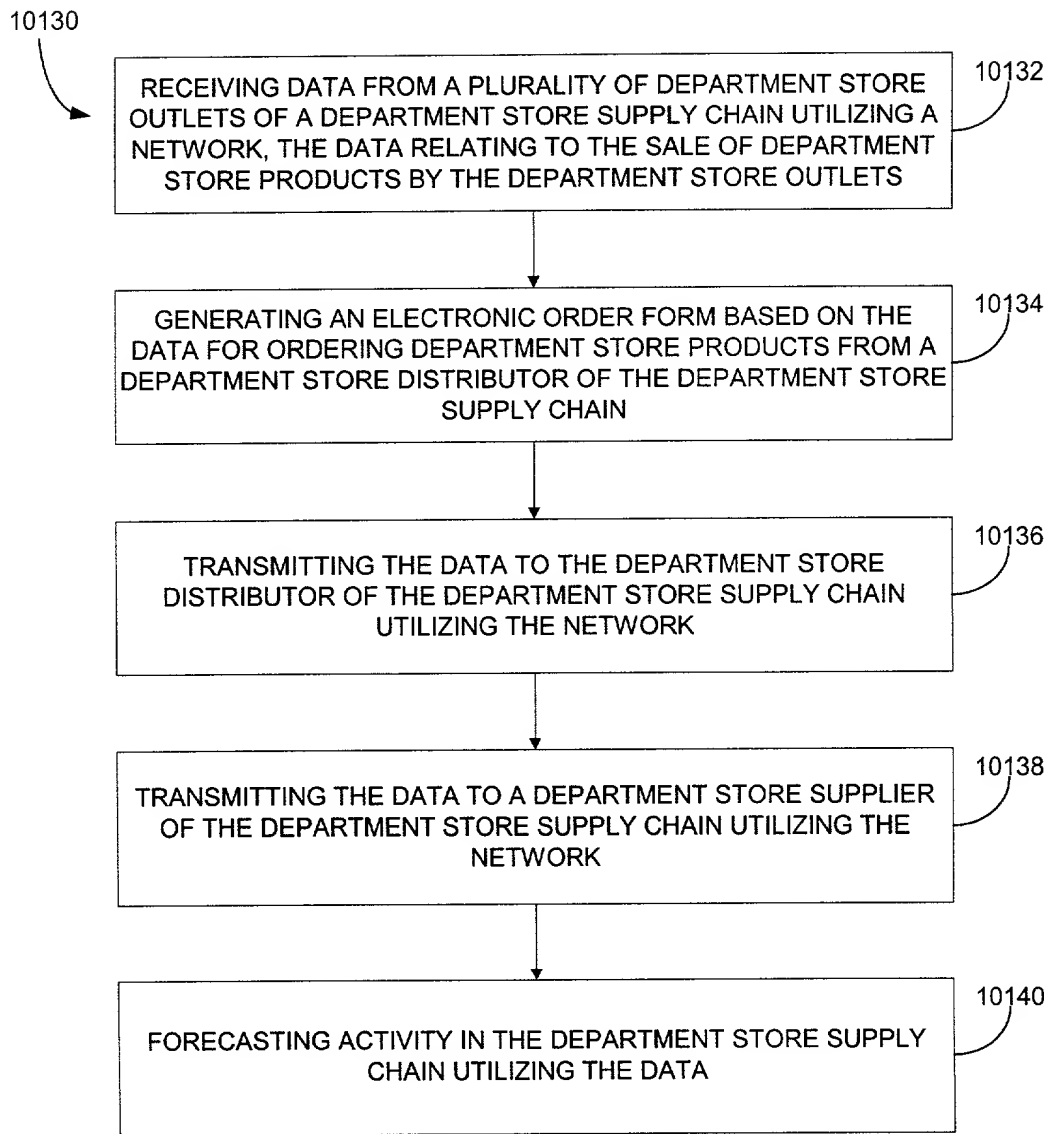 10130
RECEIVING DATA FROM A PLURALITY OF DEPARTMENT STORE
OUTLETS OF A DEPARTMENT STORE SUPPLY CHAIN UTILIZING A
NETWORK, THE DATA RELATING TO THE SALE OF DEPARTMENT
STORE PRODUCTS BY THE DEPARTMENT STORE OUTLETS
10132
GENERATING AN ELECTRONIC ORDER FORM BASED ON THE
DATA FOR ORDERING DEPARTMENT STORE PRODUCTS FROM A
DEPARTMENT STORE DISTRIBUTOR OF THE DEPARTMENT STORE
SUPPLY CHAIN
10134
TRANSMITTING THE DATA TO THE DEPARTMENT STORE
DISTRIBUTOR OF THE DEPARTMENT STORE SUPPLY CHAIN
UTILIZING THE NETWORK
10136
TRANSMITTING THE DATA TO A DEPARTMENT STORE SUPPLIER
OF THE DEPARTMENT STORE SUPPLY CHAIN UTILIZING THE
NETWORK
10138
FORECASTING ACTIVITY IN THE DEPARTMENT STORE SUPPLY
CHAIN UTILIZING THE DATA
10140